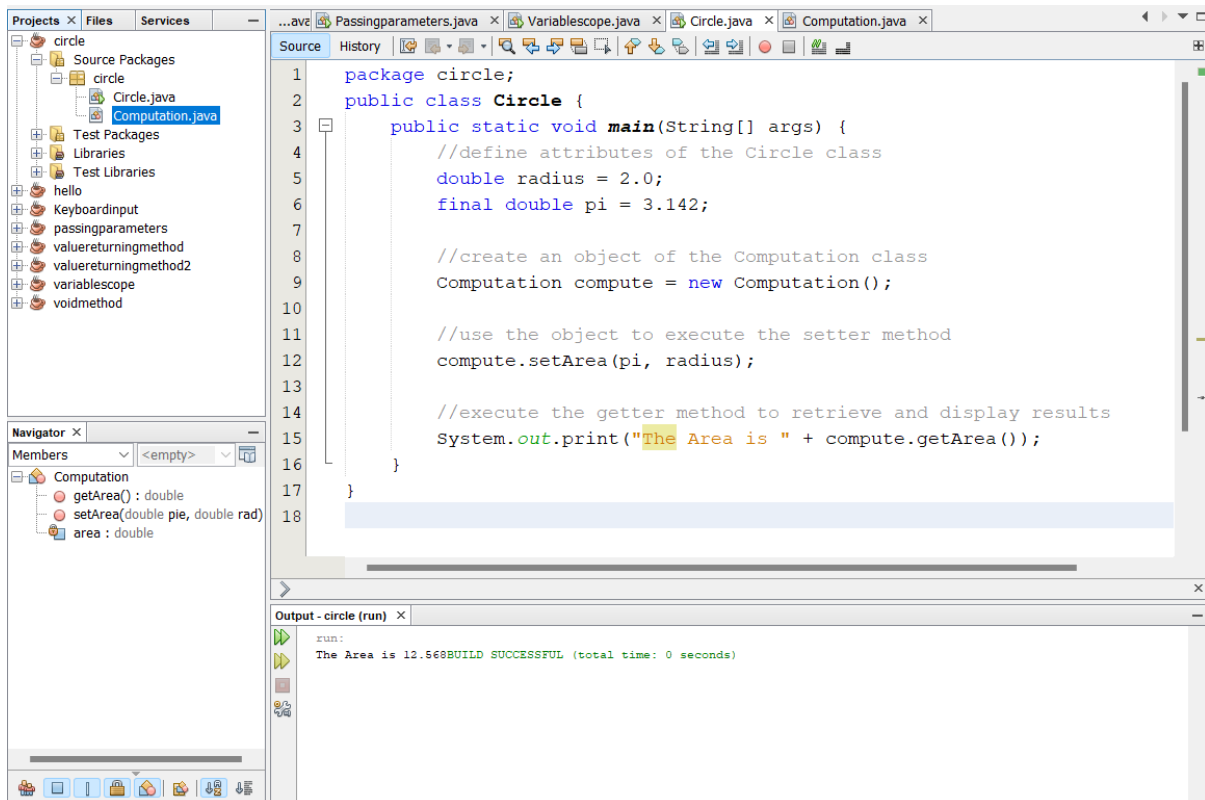 Projects × Files Services
circle
Source Packages
circle
Circle.java
Computation.java
Test Packages
Libraries
Test Libraries
hello
Keyboardinput
passingparameters
valuereturningmethod
valuereturningmethod2
variablescope
voidmethod
Navigator ×
Members <empty>
Computation
getArea() : double
setArea(double pie, double rad)
area : double
...ava Passingparameters.java × Variablescope.java × Circle.java × Computation.java ×
Source History
1 package circle;
2 public class Circle {
3 public static void main(String[] args) {
4 //define attributes of the Circle class
5 double radius = 2.0;
6 final double pi = 3.142;
7
8 //create an object of the Computation class
9 Computation compute = new Computation();
10
11 //use the object to execute the setter method
12 compute.setArea(pi, radius);
13
14 //execute the getter method to retrieve and display results
15 System.out.print("The Area is " + compute.getArea());
16 }
17 }
18
Output - circle (run) ×
run:
The Area is 12.568BUILD SUCCESSFUL (total time: 0 seconds)